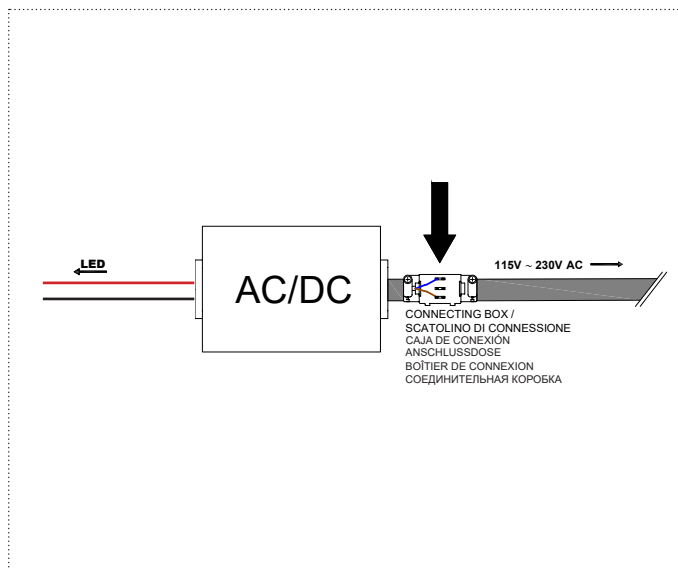 LED
AC/DC
115V ~ 230V AC
CONNECTING BOX /
SCATOLINO DI CONNESSIONE
CAJA DE CONEXIÓN
ANSCHLUSSDOSE
BOÎTIER DE CONNEXION
СОЕДИНИТЕЛЬНАЯ КОРОБКА